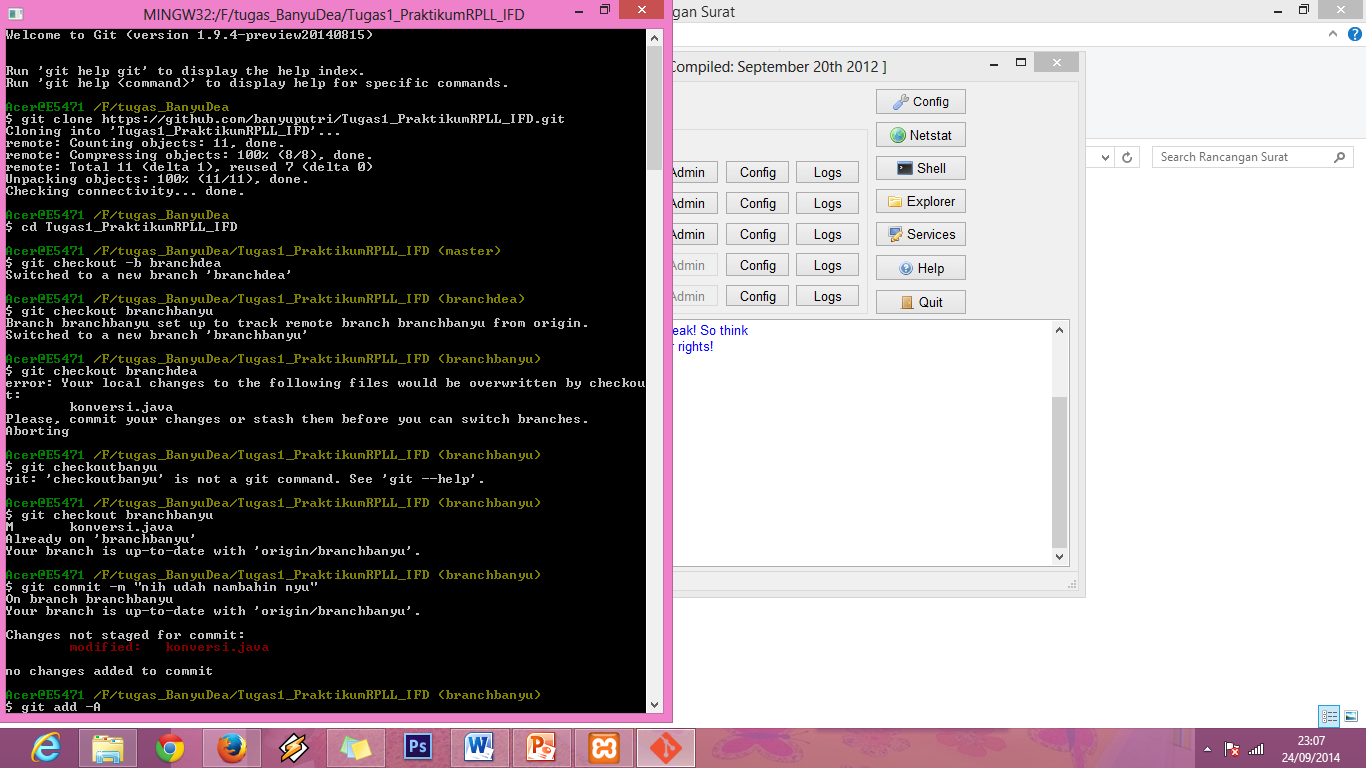 MINGW32:/F/tugas_BanyuDea/Tugas1_PraktikumRPLL_IFD
Welcome to Git (version 1.9.4-preview20140815)
Run 'git help git' to display the help index.
Run 'git help <command>' to display help for specific commands.
Acer@E5471 /F/tugas_BanyuDea
$ git clone https://github.com/banyuputri/Tugas1_PraktikumRPLL_IFD.git
Cloning into 'Tugas1_PraktikumRPLL_IFD'...
remote: Counting objects: 11, done.
remote: Compressing objects: 100% (8/8), done.
remote: Total 11 (delta 1), reused 7 (delta 0)
Unpacking objects: 100% (11/11), done.
Checking connectivity... done.
Acer@E5471 /F/tugas_BanyuDea
$ cd Tugas1_PraktikumRPLL_IFD
Acer@E5471 /F/tugas_BanyuDea/Tugas1_PraktikumRPLL_IFD (master)
$ git checkout -b branchdea
Switched to a new branch 'branchdea'
Acer@E5471 /F/tugas_BanyuDea/Tugas1_PraktikumRPLL_IFD (branchdea)
$ git checkout branchbanyu
Branch branchbanyu set up to track remote branch branchbanyu from origin.
Switched to a new branch 'branchbanyu'
Acer@E5471 /F/tugas_BanyuDea/Tugas1_PraktikumRPLL_IFD (branchbanyu)
$ git checkout branchdea
error: Your local changes to the following files would be overwritten by checkou
t:
konversi.java
Please, commit your changes or stash them before you can switch branches.
Aborting
Acer@E5471 /F/tugas_BanyuDea/Tugas1_PraktikumRPLL_IFD (branchbanyu)
$ git checkoutbanyu
git: 'checkoutbanyu' is not a git command. See 'git --help'.
Acer@E5471 /F/tugas_BanyuDea/Tugas1_PraktikumRPLL_IFD (branchbanyu)
$ git checkout branchbanyu
M konversi.java
Already on 'branchbanyu'
Your branch is up-to-date with 'origin/branchbanyu'.
Acer@E5471 /F/tugas_BanyuDea/Tugas1_PraktikumRPLL_IFD (branchbanyu)
$ git commit -m "nih udah nambahin nyu"
On branch branchbanyu
Your branch is up-to-date with 'origin/branchbanyu'.
Changes not staged for commit:
modified: konversi.java
no changes added to commit
Acer@E5471 /F/tugas_BanyuDea/Tugas1_PraktikumRPLL_IFD (branchbanyu)
$ git add -A
gan Surat
Compiled: September 20th 2012 ]
Config
Netstat
Shell
Explorer
Services
Help
Quit
Admin Config Logs
Admin Config Logs
Admin Config Logs
Admin Config Logs
Admin Config Logs
eak! So think
r rights!
Search Rancangan Surat
Ps
23:07
24/09/2014